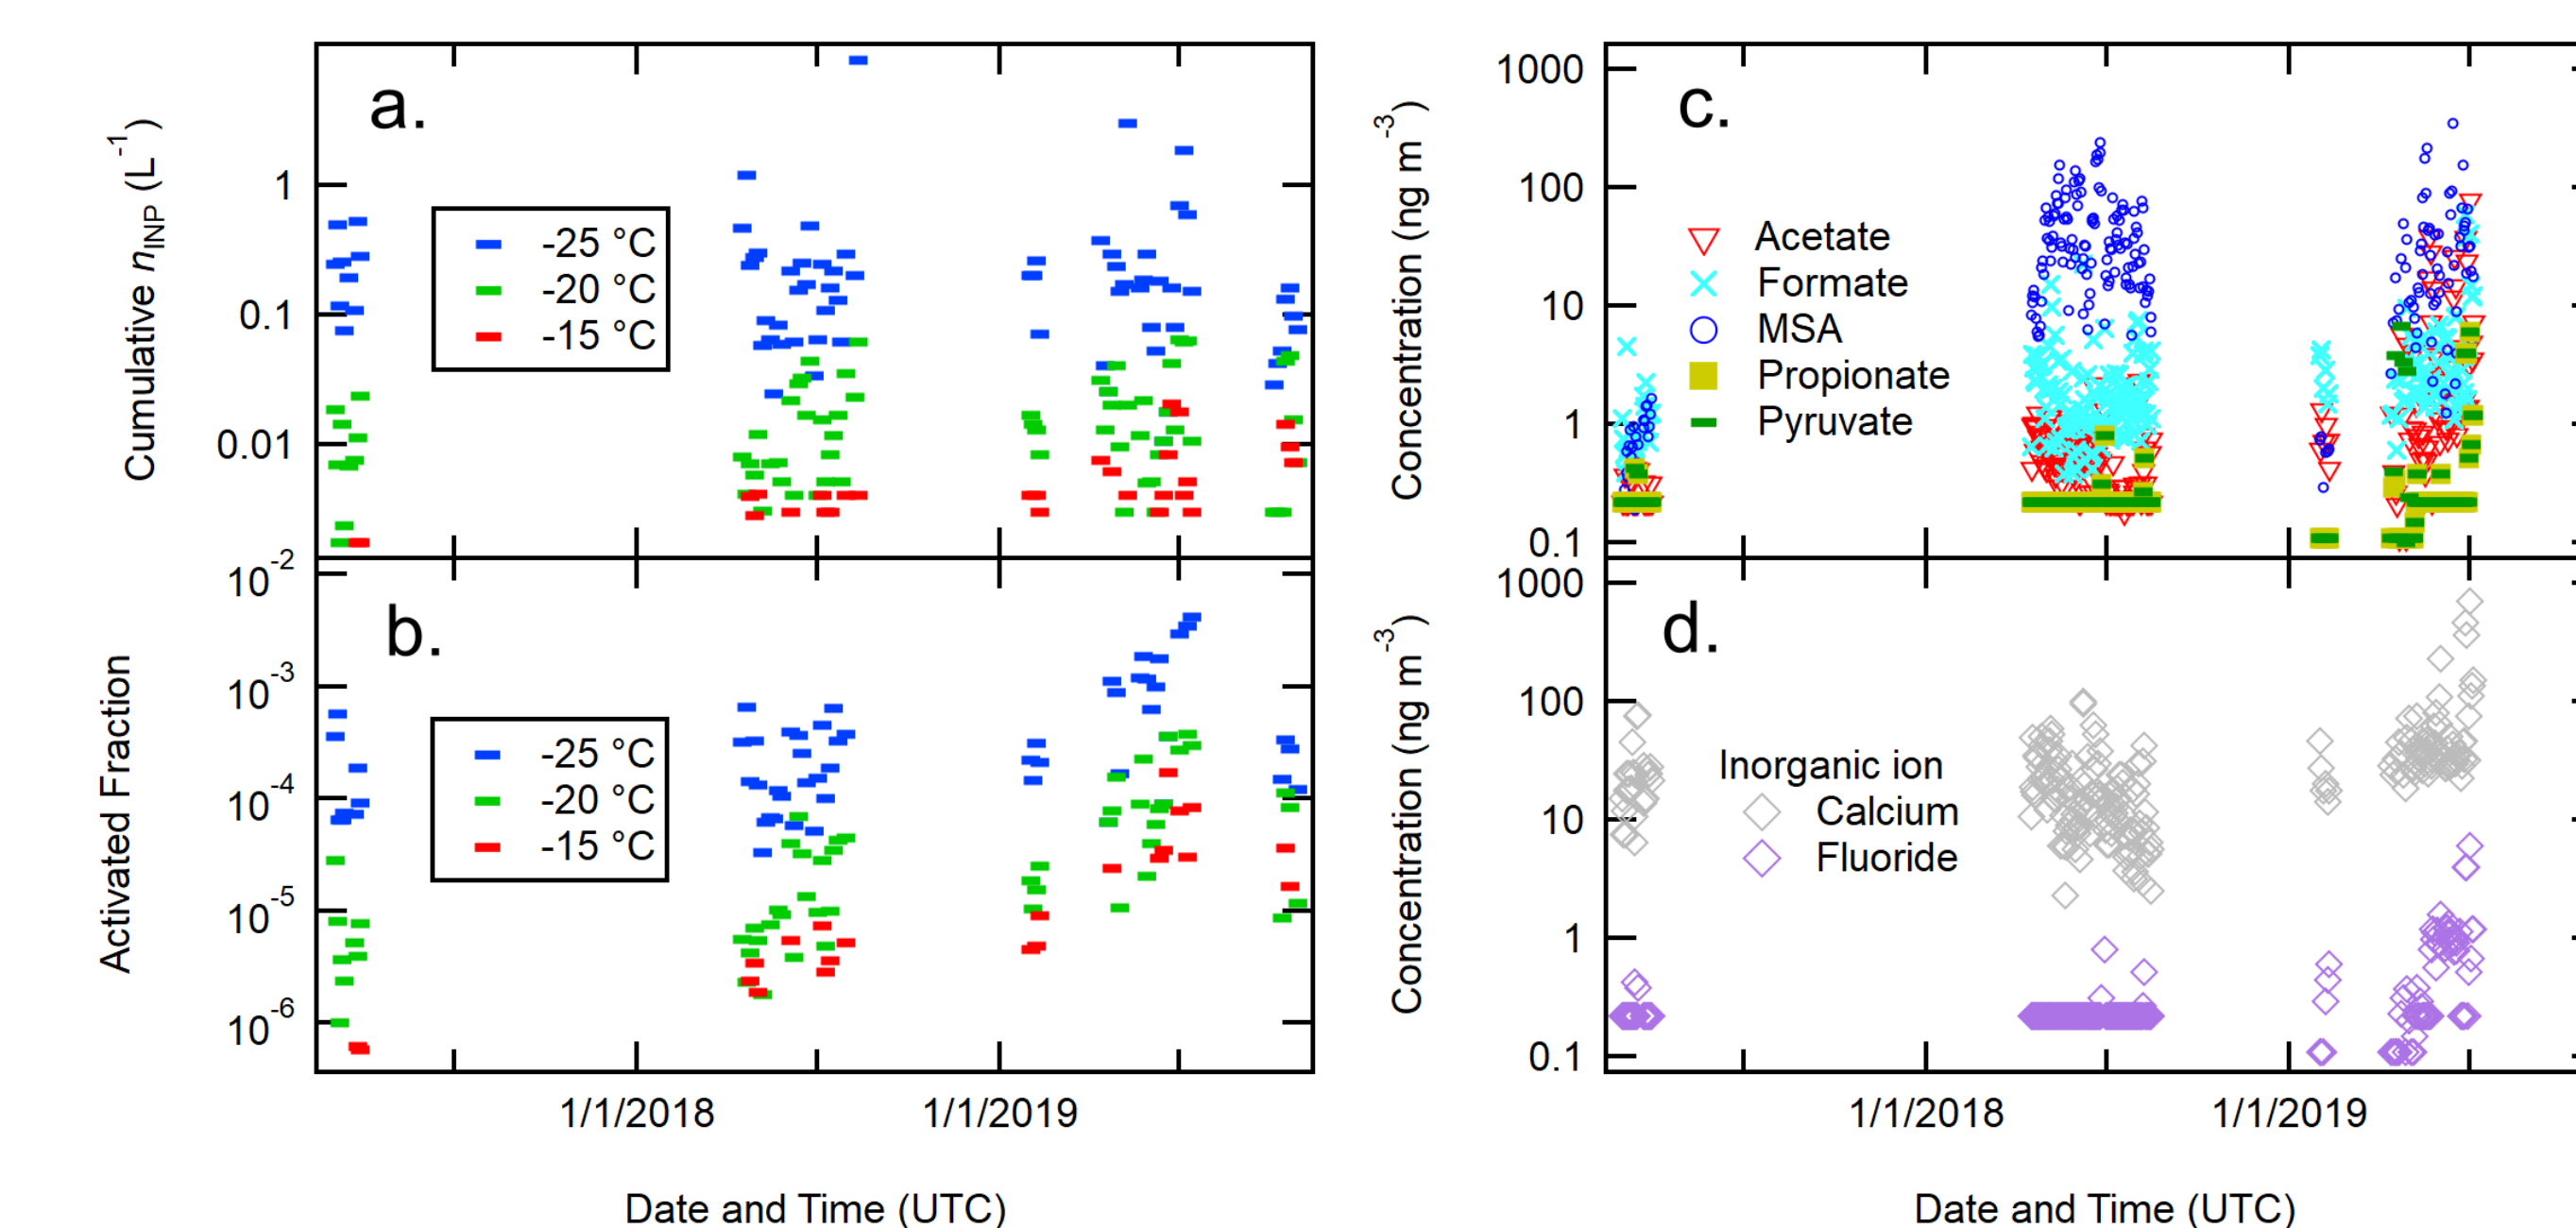 a.
Cumulative nINP (L-1)
1
0.1
0.01
-25 °C
-20 °C
-15 °C
b.
Activated Fraction
10-2
10-3
10-4
10-5
10-6
-25 °C
-20 °C
-15 °C
1/1/2018
1/1/2019
Date and Time (UTC)
c.
Concentration (ng m-3)
1000
100
10
1
0.1
Acetate
Formate
MSA
Propionate
Pyruvate
d.
Concentration (ng m-3)
1000
100
10
1
0.1
Inorganic ion
Calcium
Fluoride
1/1/2018
1/1/2019
Date and Time (UTC)